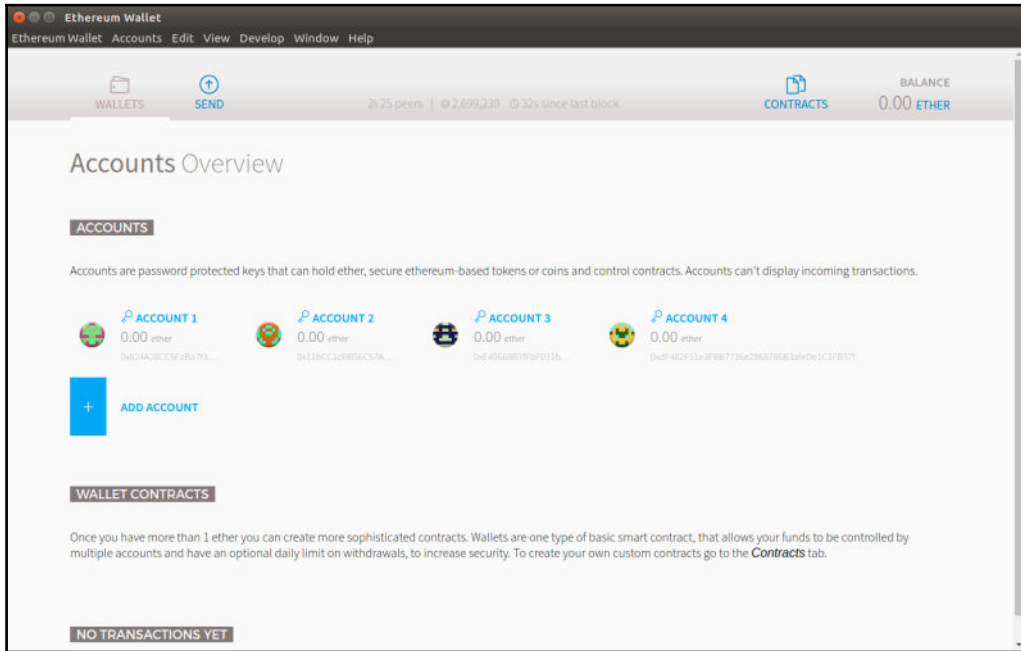 Ethereum Wallet
Ethereum Wallet Accounts Edit View Develop Window Help
WALLETS
SEND
25 peers | 2,699,239 32s since last block
CONTRACTS
BALANCE
0.00 ETHER
Accounts Overview
ACCOUNTS
Accounts are password protected keys that can hold ether, secure ethereum-based tokens or coins and control contracts. Accounts can't display incoming transactions.
ACCOUNT 1
0.00 ether
ACCOUNT 2
0.00 ether
ACCOUNT 3
0.00 ether
ACCOUNT 4
0.00 ether
+ ADD ACCOUNT
WALLET CONTRACTS
Once you have more than 1 ether you can create more sophisticated contracts. Wallets are one type of basic smart contract, that allows your funds to be controlled by
multiple accounts and have an optional daily limit on withdrawals, to increase security. To create your own custom contracts go to the Contracts tab.
NO TRANSACTIONS YET